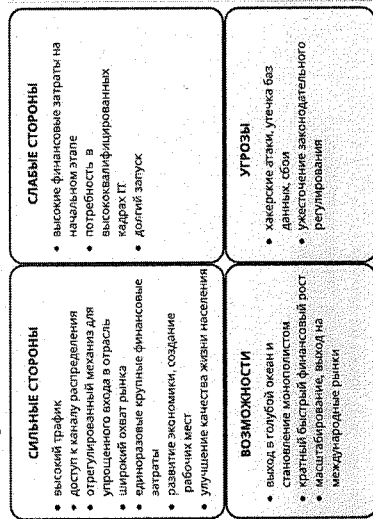 СИЛЬНЫЕ СТОРОНЫ
• высокий трафик
• доступ к каналу распределения
• отрегулированный механиз для
упрощенного входа в отрасль
• широкий охват рынка
• единоразовые крупные финансовые
затраты
• развитие экономики, создание
рабочих мест
• улучшение качества жизни населения
СЛАБЫЕ СТОРОНЫ
• высокие финансовые затраты на
начальном этапе
• потребность в
высококвалифицированных
кадрах IT
• долгий запуск
ВОЗМОЖНОСТИ
• выход в голубой океан и
становление монополистом
• кратный быстрый финансовый рост
• масштабирование, выход на
международные рынки
УГРОЗЫ
• хакерские атаки, утечка баз
данных, сбои
• ужесточение законодательного
регулирования